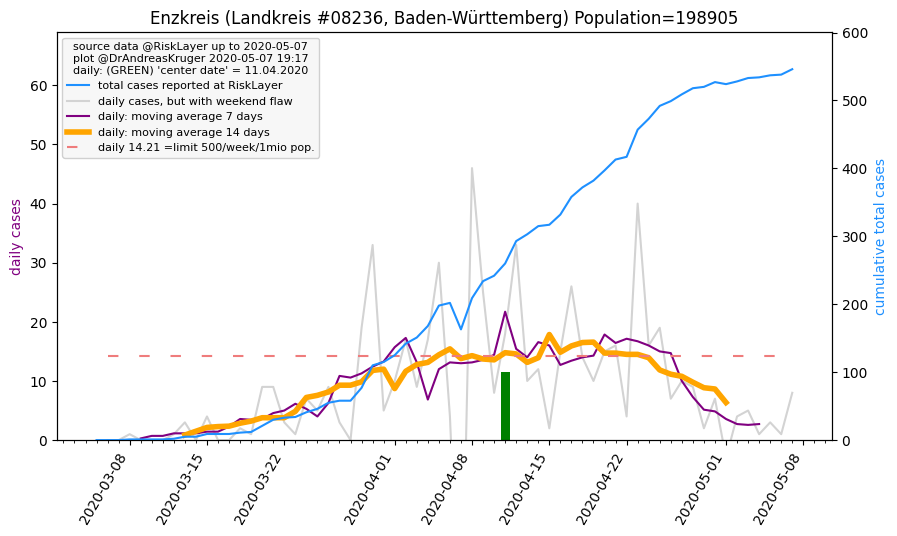 Enzkreis (Landkreis #08236, Baden-Württemberg) Population=198905
source data @RiskLayer up to 2020-05-07
plot @DrAndreasKruger 2020-05-07 19:17
daily: (GREEN) 'center date' = 11.04.2020
total cases reported at RiskLayer
daily cases, but with weekend flaw
daily: moving average 7 days
daily: moving average 14 days
daily 14.21 =limit 500/week/1mio pop.
daily cases
60
50
40
30
20
10
0
600
500
400
300
200
100
0
cumulative total cases
2020-03-08
2020-03-15
2020-03-22
2020-04-01
2020-04-08
2020-04-15
2020-04-22
2020-05-01
2020-05-08